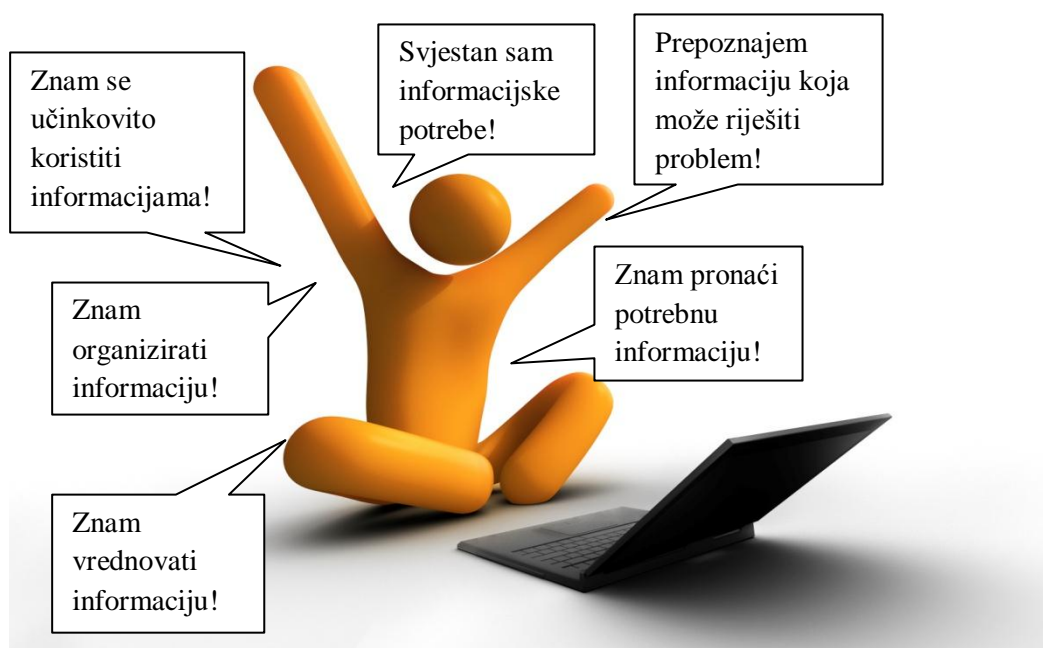 Znam se
učinkovito
koristiti
informacijama!
Svjestan sam
informacijske
potrebe!
Prepoznajem
informaciju koja
može riješiti
problem!
Znam
organizirati
informaciju!
Znam pronaći
potrebnu
informaciju!
Znam
vrednovati
informaciju!